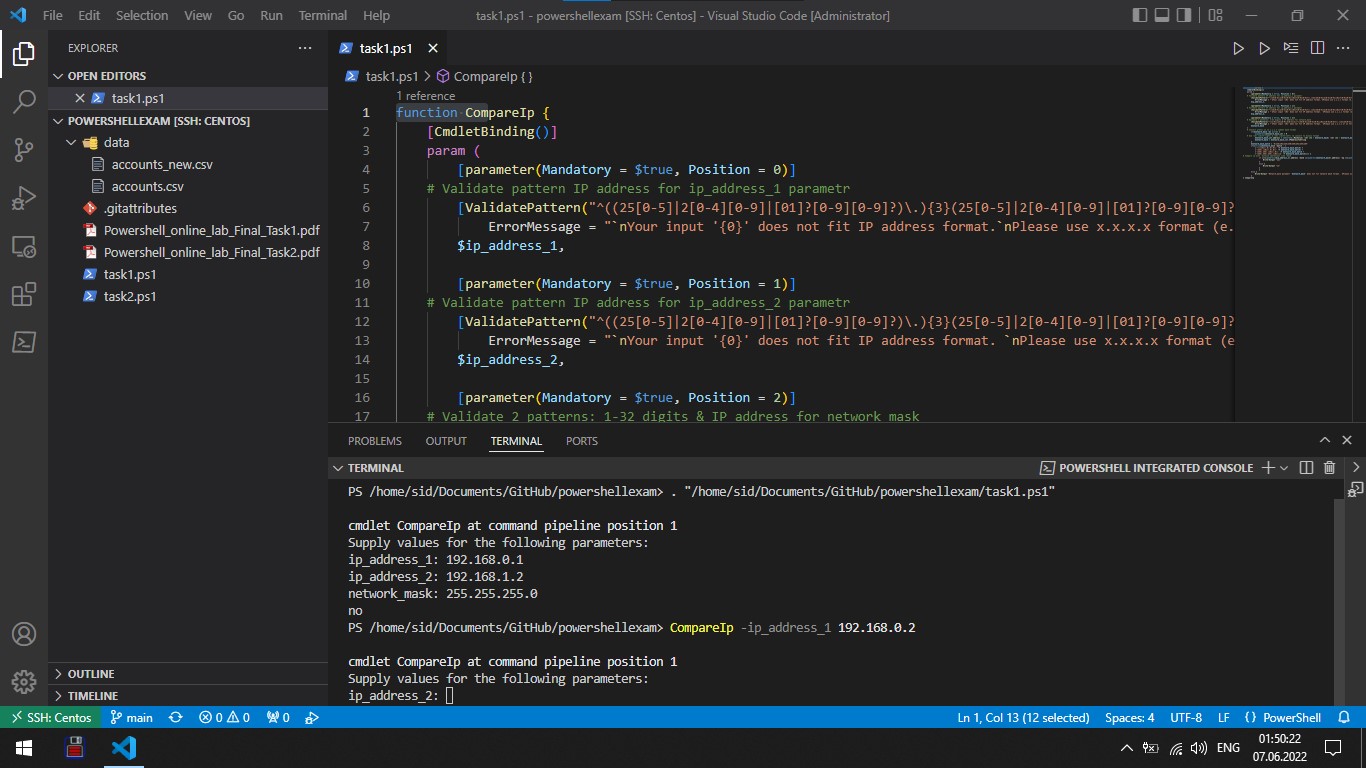 File Edit Selection View Go Run Terminal Help
task1.ps1 - powershellexam [SSH: Centos] - Visual Studio Code [Administrator]
EXPLORER
OPEN EDITORS
task1.ps1
POWERSHELLEXAM [SSH: CENTOS]
data
accounts_new.csv
accounts.csv
.gitattributes
Powershell_online_lab_Final_Task1.pdf
Powershell_online_lab_Final_Task2.pdf
task1.ps1
task2.ps1
OUTLINE
TIMELINE
task1.ps1
task1.ps1 > CompareIp { }
1 reference
1 function CompareIp {
2 [CmdletBinding()]
3 param (
4 [parameter(Mandatory = $true, Position = 0)]
5 # Validate pattern IP address for ip_address_1 parametr
6 [ValidatePattern("^((25[0-5]|2[0-4][0-9]|[01]?[0-9][0-9]?)\.){3}(25[0-5]|2[0-4][0-9]|[01]?[0-9][0-9]?
7 ErrorMessage = "`nYour input '{0}' does not fit IP address format.`nPlease use x.x.x.x format (e.
8 $ip_address_1,
9
10 [parameter(Mandatory = $true, Position = 1)]
11 # Validate pattern IP address for ip_address_2 parametr
12 [ValidatePattern("^((25[0-5]|2[0-4][0-9]|[01]?[0-9][0-9]?)\.){3}(25[0-5]|2[0-4][0-9]|[01]?[0-9][0-9]?
13 ErrorMessage = "`nYour input '{0}' does not fit IP address format. `nPlease use x.x.x.x format (e
14 $ip_address_2,
15
16 [parameter(Mandatory = $true, Position = 2)]
17 # Validate 2 patterns: 1-32 digits & IP address for network mask
PROBLEMS OUTPUT TERMINAL PORTS
TERMINAL
POWERSHELL INTEGRATED CONSOLE
PS /home/sid/Documents/GitHub/powershellexam> . "/home/sid/Documents/GitHub/powershellexam/task1.ps1"
cmdlet CompareIp at command pipeline position 1
Supply values for the following parameters:
ip_address_1: 192.168.0.1
ip_address_2: 192.168.1.2
network_mask: 255.255.255.0
no
PS /home/sid/Documents/GitHub/powershellexam> CompareIp -ip_address_1 192.168.0.2
cmdlet CompareIp at command pipeline position 1
Supply values for the following parameters:
ip_address_2:
SSH: Centos main 0 0 0
Ln 1, Col 13 (12 selected) Spaces: 4 UTF-8 LF { } PowerShell
ENG
01:50:22
07.06.2022